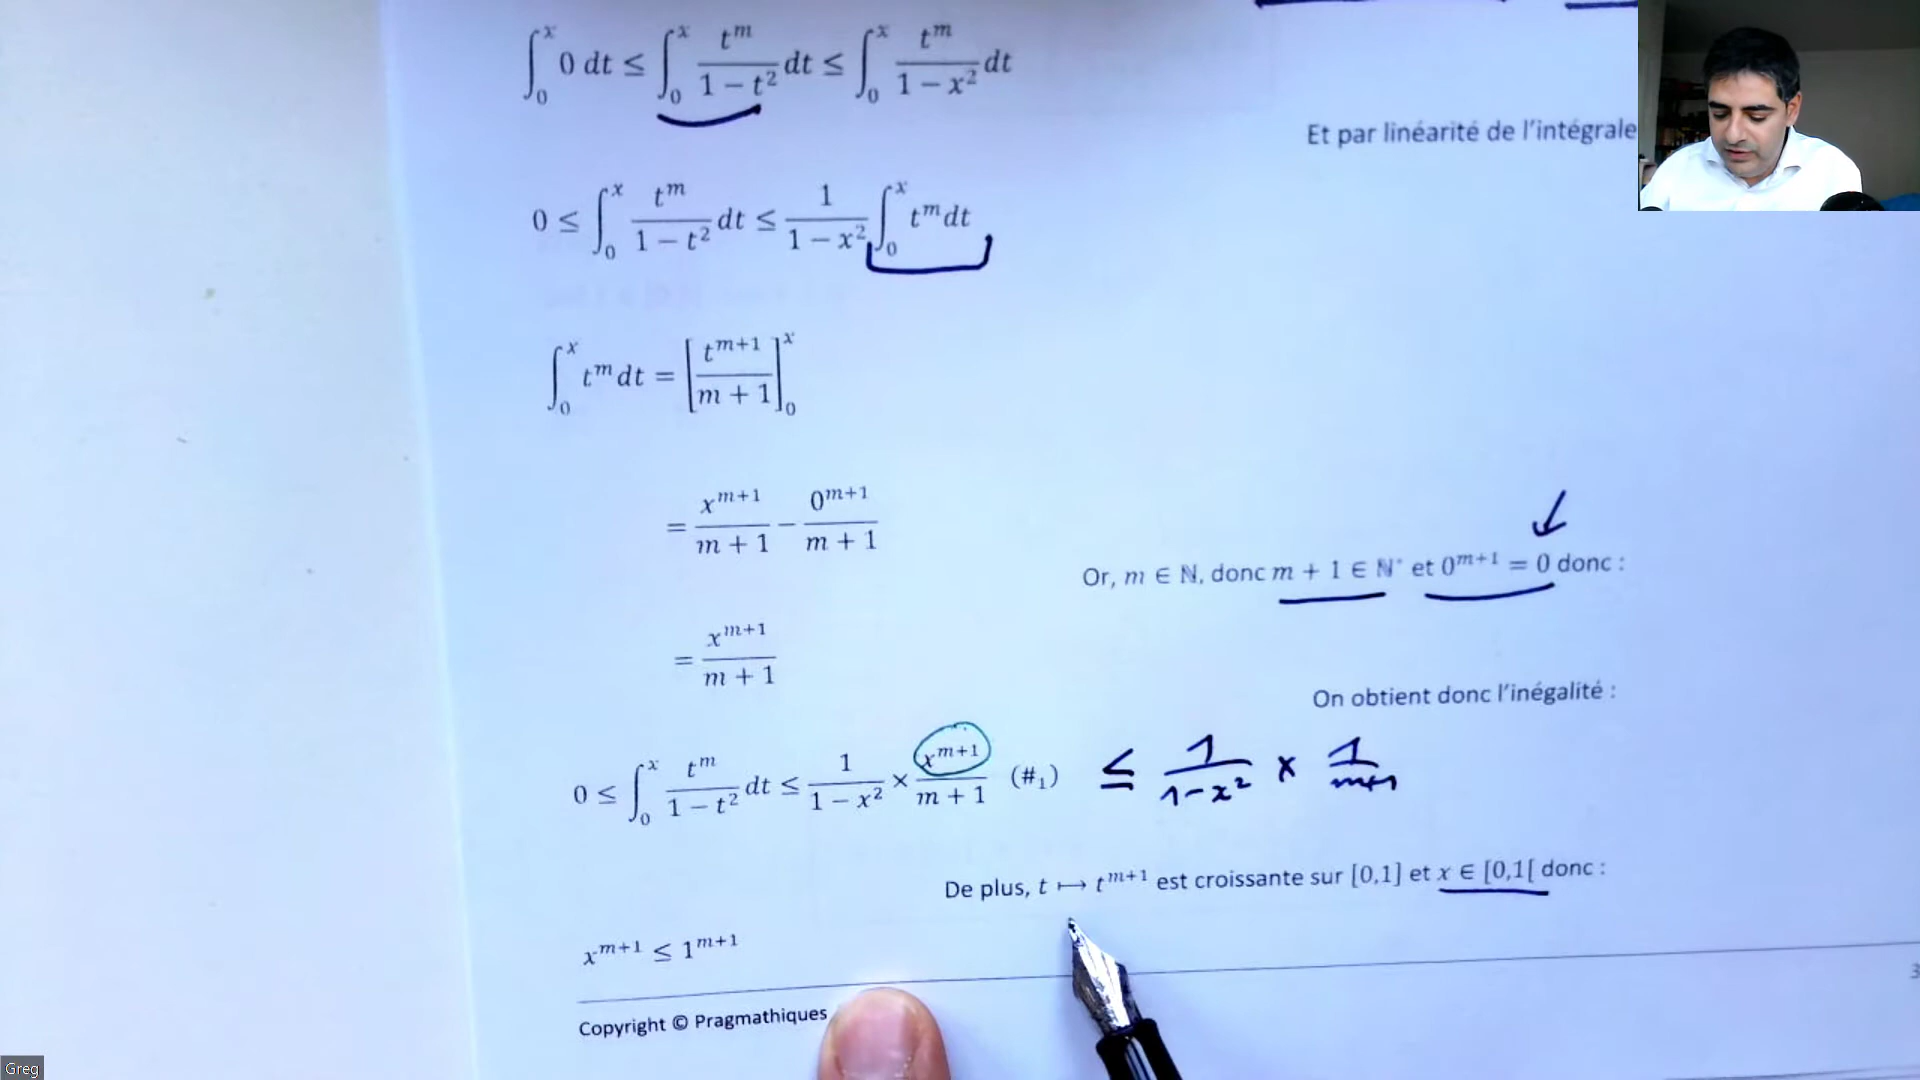 ∫₀ˣ 0 dt ≤ ∫₀ˣ tᵐ/(1 − t²) dt ≤ ∫₀ˣ tᵐ/(1 − x²) dt
Et par linéarité de l'intégrale
0 ≤ ∫₀ˣ tᵐ/(1 − t²) dt ≤ 1/(1 − x²) ∫₀ˣ tᵐ dt
∫₀ˣ tᵐ dt = [tᵐ⁺¹/(m + 1)]₀ˣ
= xᵐ⁺¹/(m + 1) − 0ᵐ⁺¹/(m + 1)
Or, m ∈ ℕ, donc m + 1 ∈ ℕ* et 0ᵐ⁺¹ = 0 donc :
= xᵐ⁺¹/(m + 1)
On obtient donc l'inégalité :
0 ≤ ∫₀ˣ tᵐ/(1 − t²) dt ≤ 1/(1 − x²) × xᵐ⁺¹/(m + 1) (#₁) ≤ 1/(1-x²) × 1/(m+1)
De plus, t ⟼ tᵐ⁺¹ est croissante sur [0,1] et x ∈ [0,1[ donc :
xᵐ⁺¹ ≤ 1ᵐ⁺¹
3
Copyright © Pragmathiques
Greg